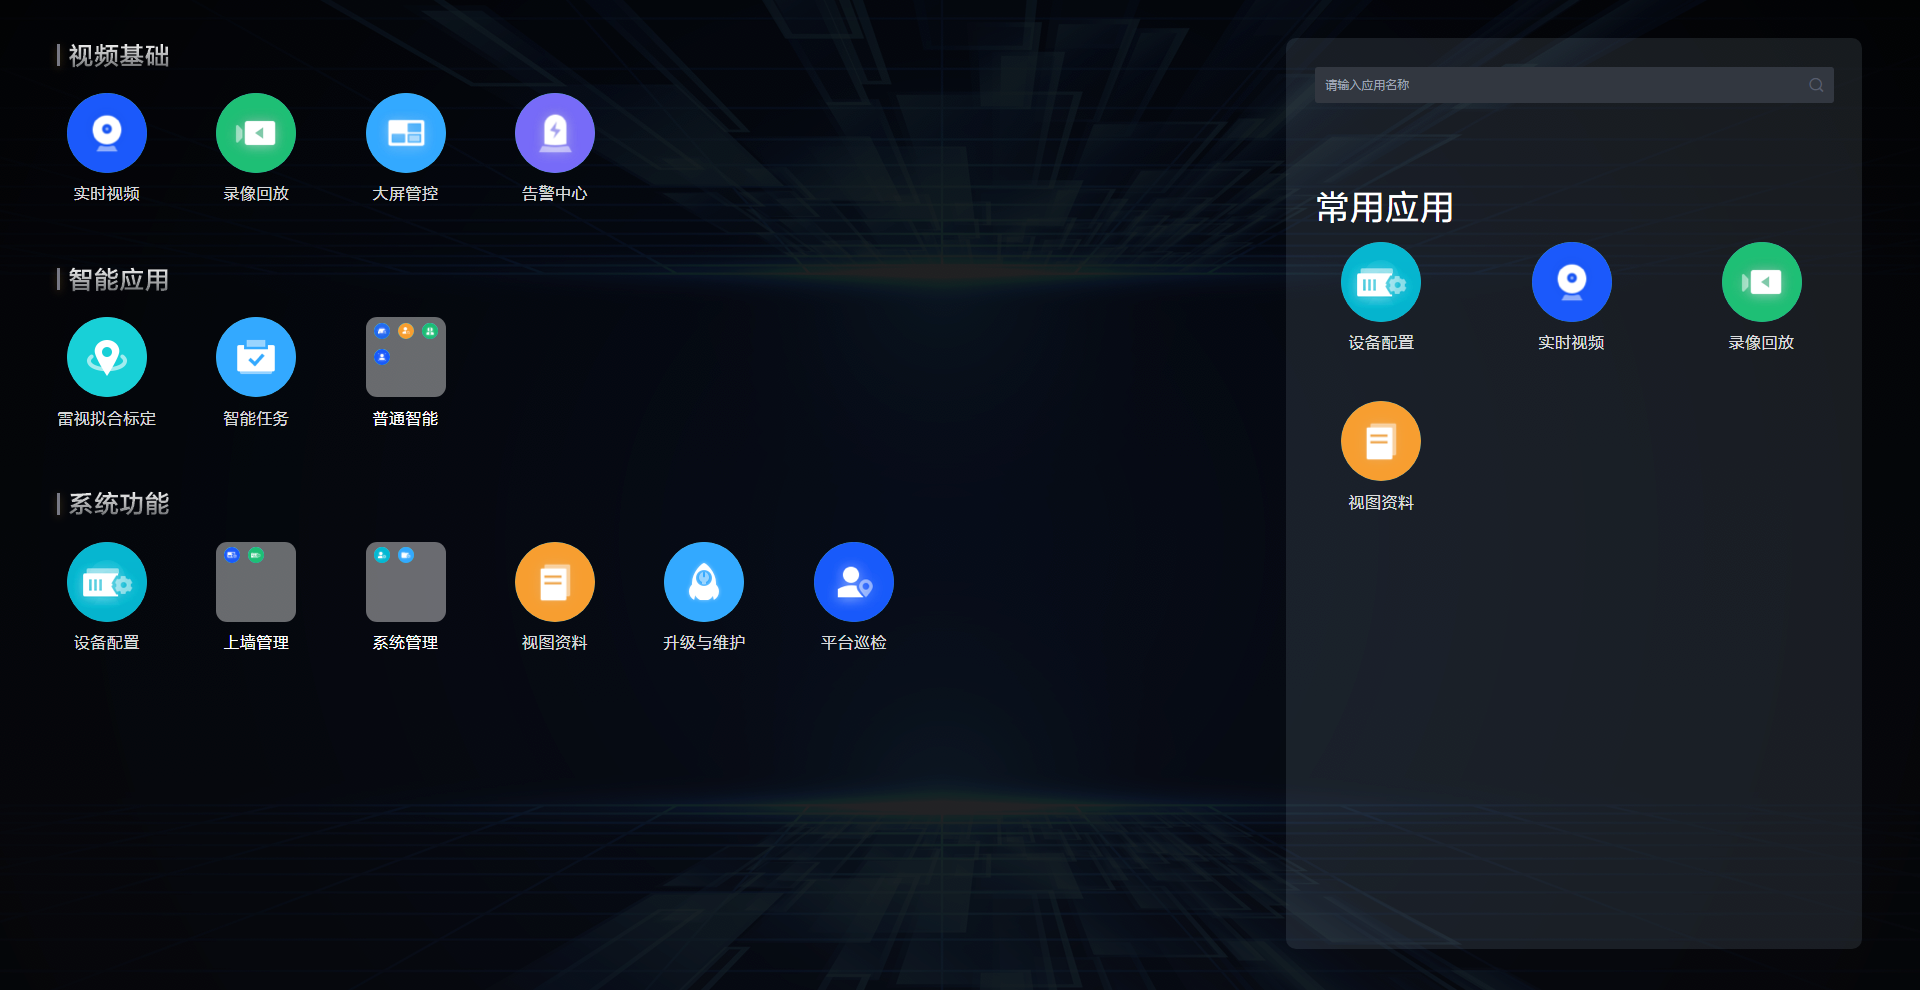 视频基础
实时视频
录像回放
大屏管控
告警中心
智能应用
雷视拟合标定
智能任务
普通智能
系统功能
设备配置
上墙管理
系统管理
视图资料
升级与维护
平台巡检
请输入应用名称
常用应用
设备配置
实时视频
录像回放
视图资料